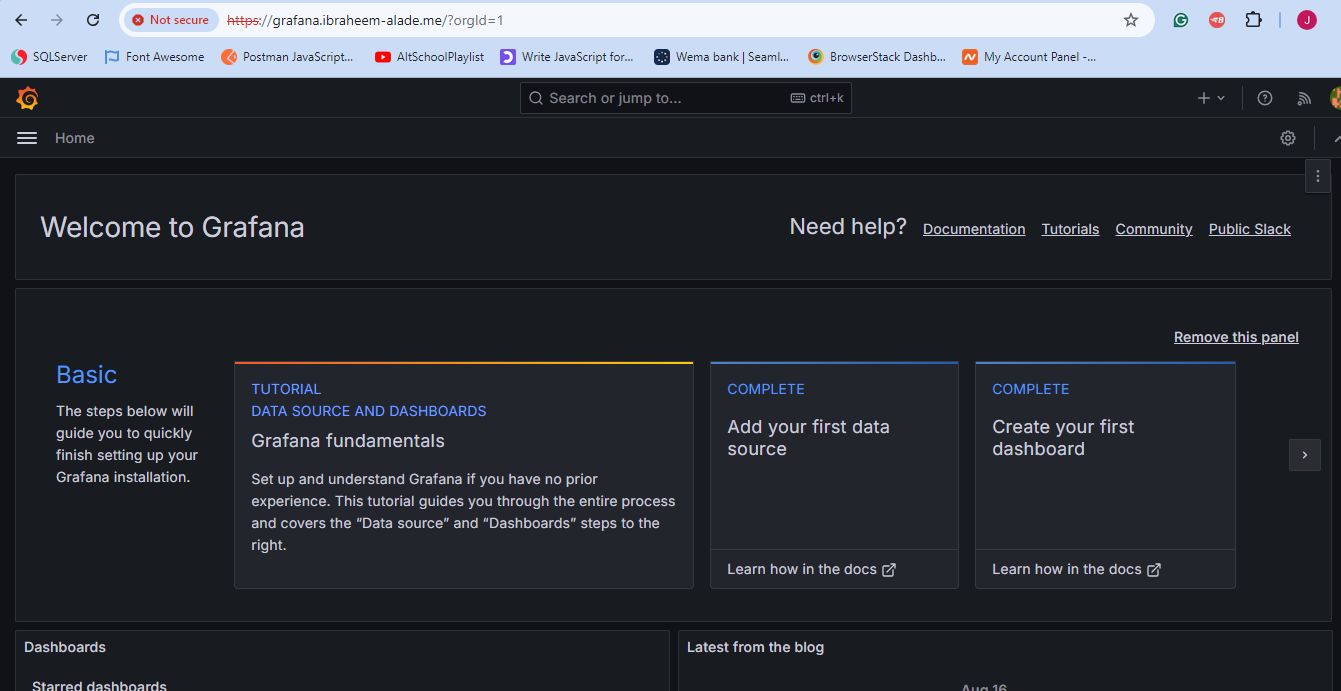 Not secure https://grafana.ibraheem-alade.me/?orgId=1
SQLServer Font Awesome Postman JavaScript... AltSchoolPlaylist Write JavaScript for... Wema bank | Seaml... BrowserStack Dashb... My Account Panel -...
Search or jump to... ctrl+k
Home
Welcome to Grafana
Need help? Documentation Tutorials Community Public Slack
Remove this panel
Basic
The steps below will
guide you to quickly
finish setting up your
Grafana installation.
TUTORIAL
DATA SOURCE AND DASHBOARDS
Grafana fundamentals
Set up and understand Grafana if you have no prior
experience. This tutorial guides you through the entire process
and covers the “Data source” and “Dashboards” steps to the
right.
COMPLETE
Add your first data
source
Learn how in the docs
COMPLETE
Create your first
dashboard
Learn how in the docs
Dashboards
Starred dashboards
Latest from the blog
Aug 16